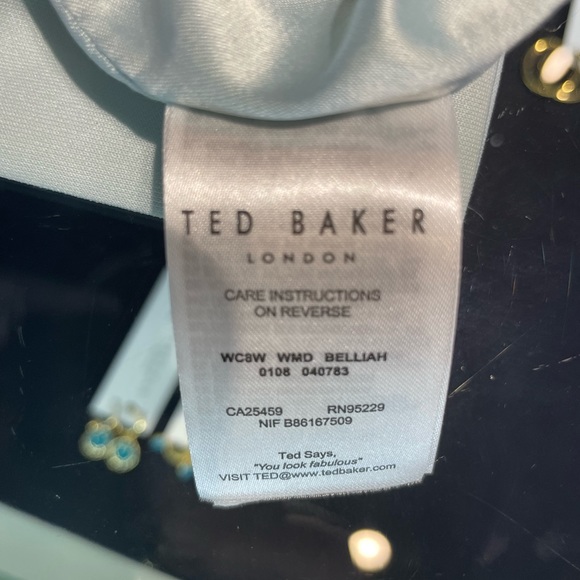 TED BAKER
LONDON
CARE INSTRUCTIONS
ON REVERSE
WC8W WMD BELLIAH
0108 040783
CA25459 RN95229
NIF B86167509
Ted Says,
"You look fabulous"
VISIT TED@www.tedbaker.com